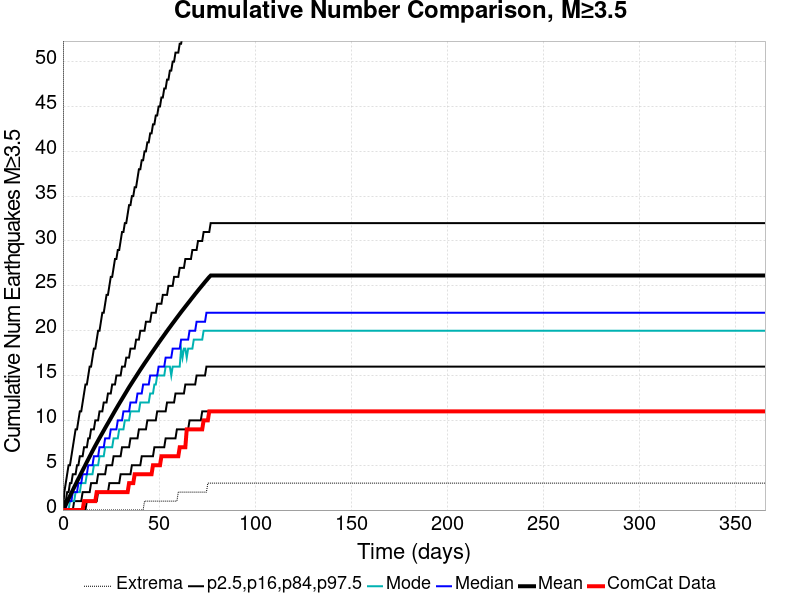 Cumulative Number Comparison, M≥3.5
Cumulative Num Earthquakes M≥3.5
50
45
40
35
30
25
20
15
10
5
0
0 50 100 150 200 250 300 350
Time (days)
Extrema p2.5,p16,p84,p97.5 Mode Median Mean ComCat Data